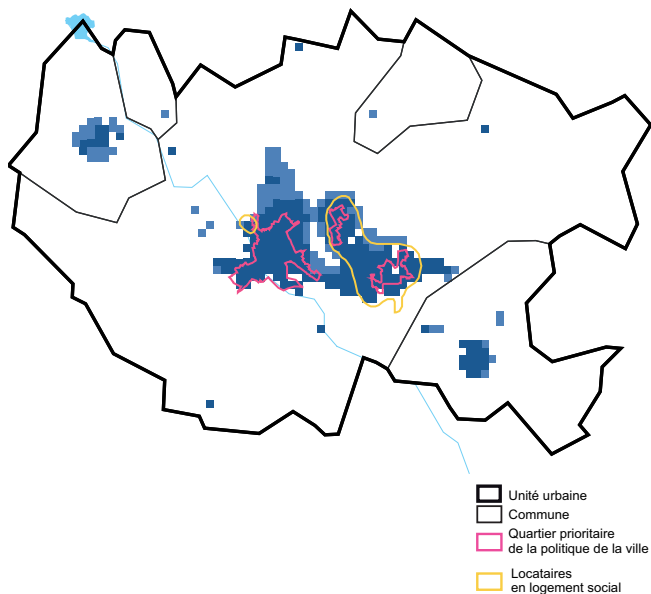 Unité urbaine
Commune
Quartier prioritaire
de la politique de la ville
Locataires
en logement social